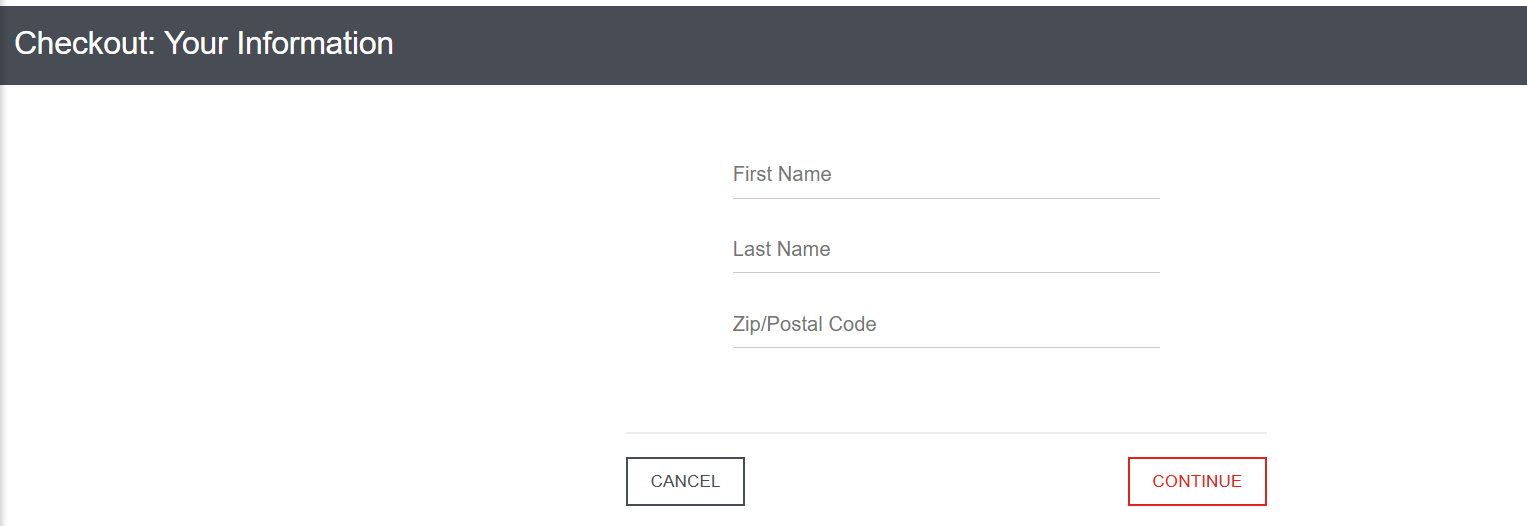 Checkout: Your Information
First Name
Last Name
Zip/Postal Code
CANCEL
CONTINUE